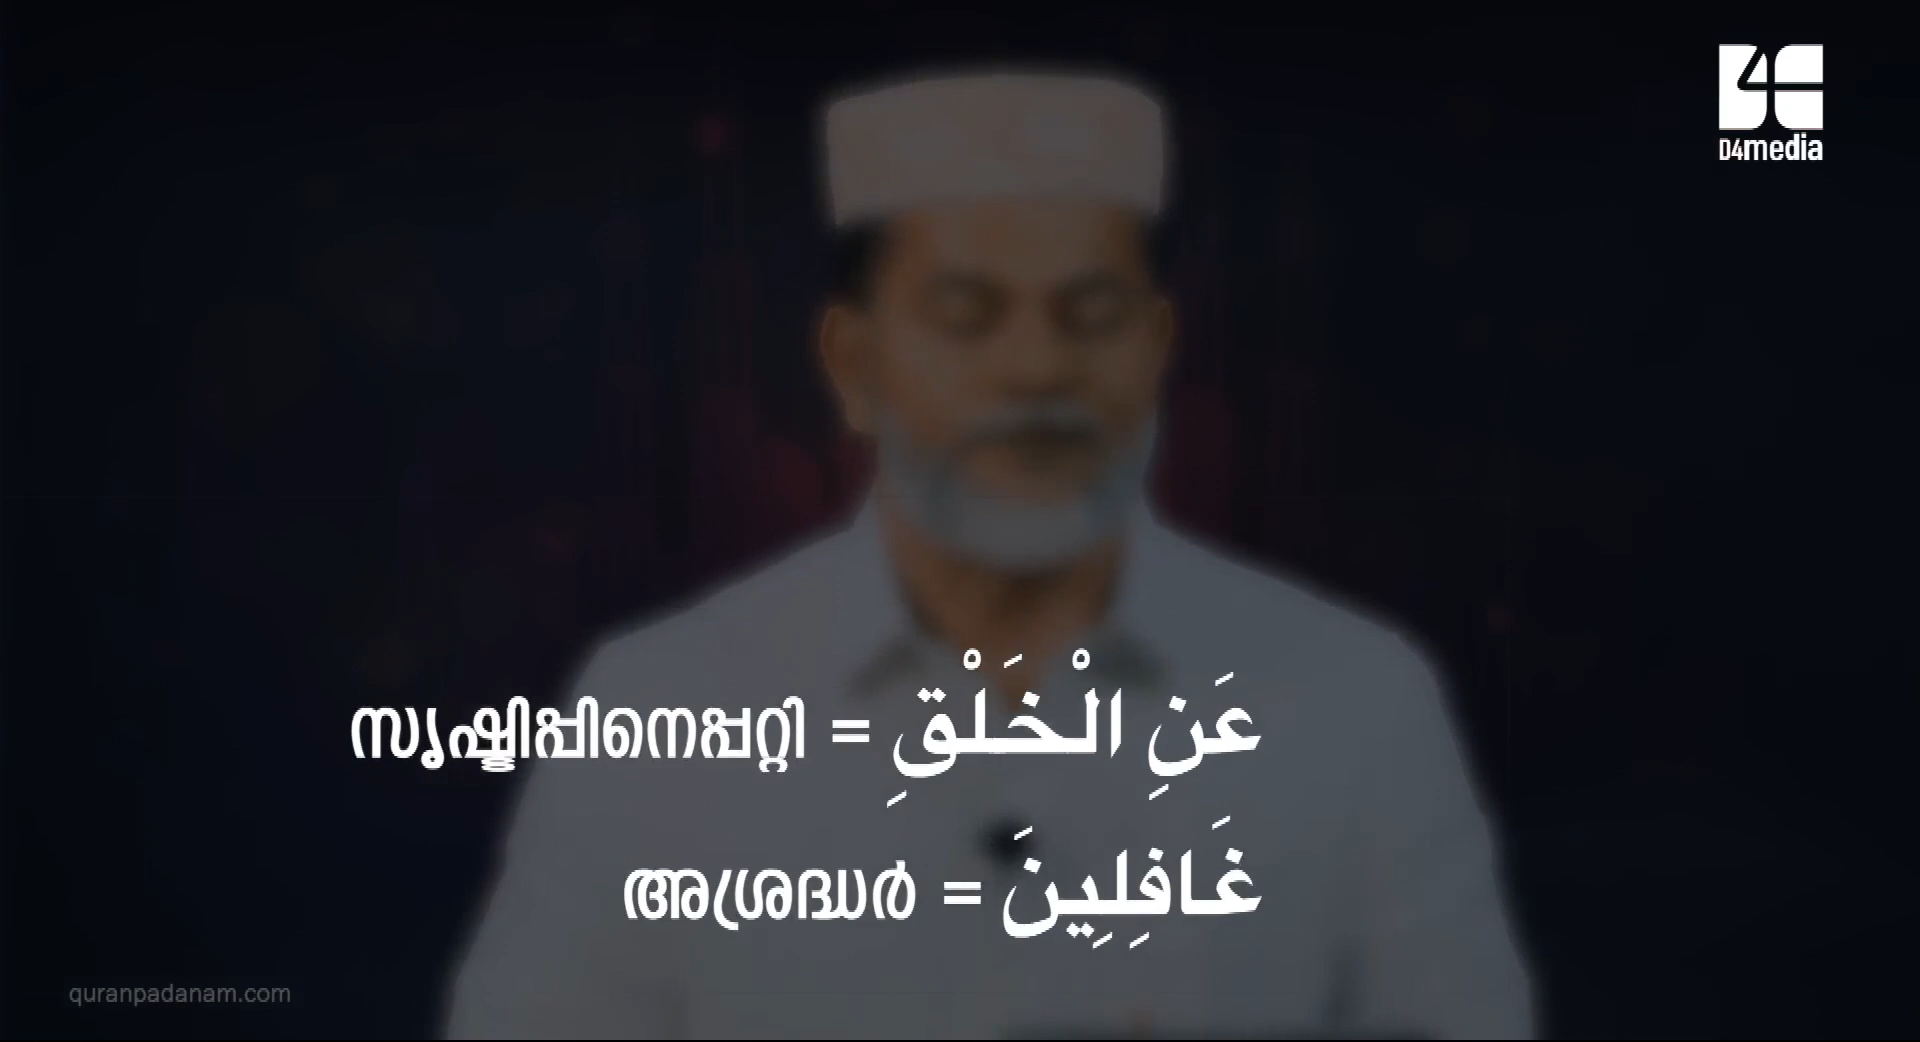 D4media
عَنِ الْخَلْقِ = സൃഷ്ടിപ്പിനെപ്പറ്റി
غَافِلِينَ = അശ്രദ്ധർ
quranpadanam.com